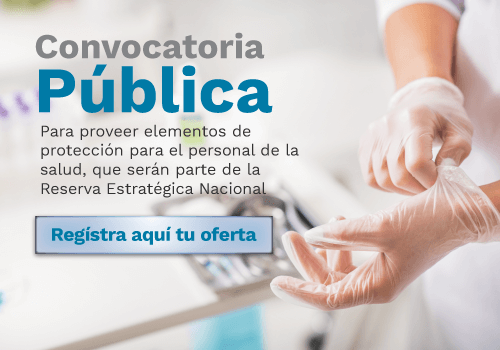 Convocatoria
Pública
Para proveer elementos de
protección para el personal de la
salud, que serán parte de la
Reserva Estratégica Nacional
Regístra aquí tu oferta